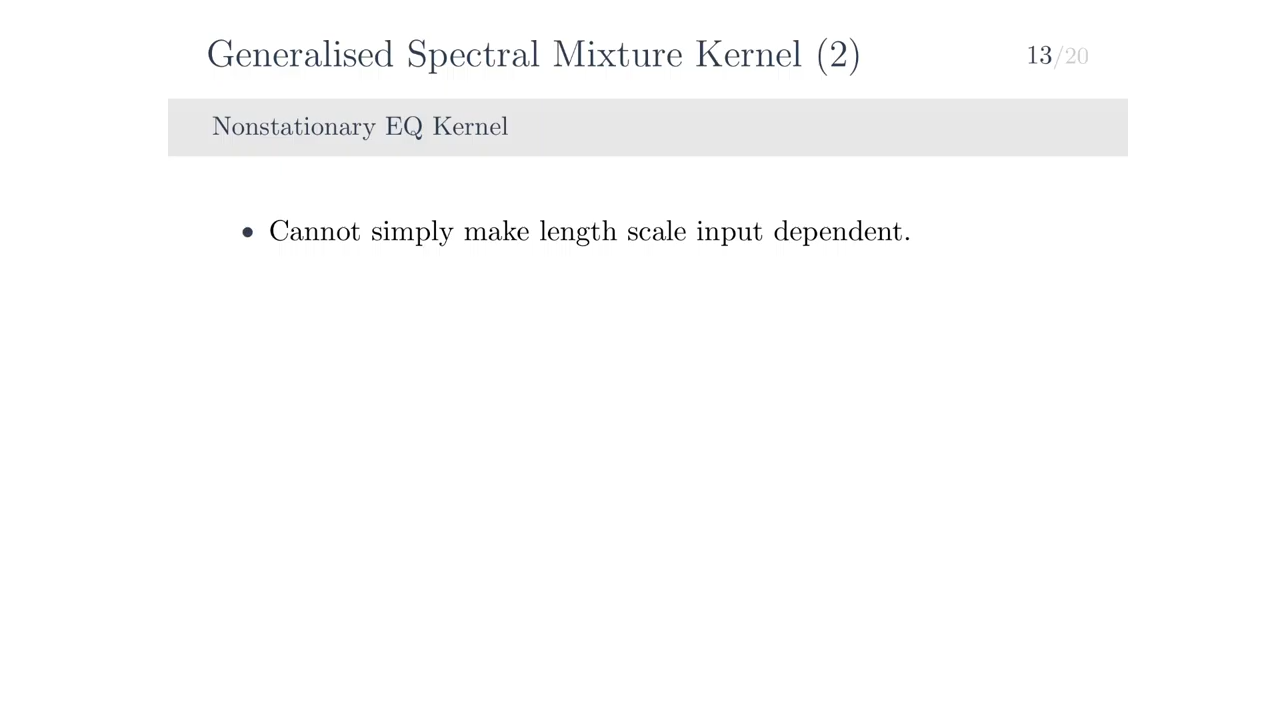 Generalised Spectral Mixture Kernel (2)
13/20
Nonstationary EQ Kernel
• Cannot simply make length scale input dependent.